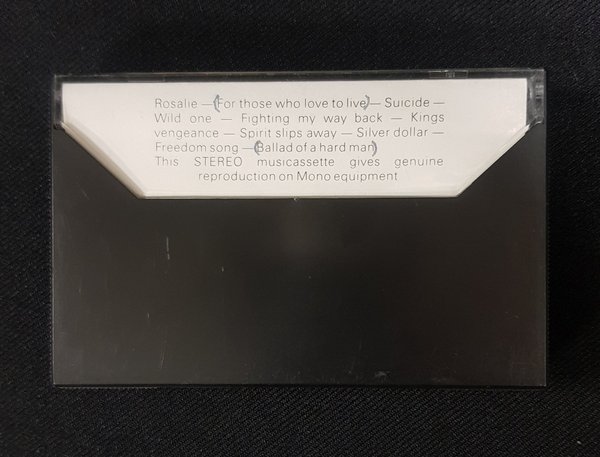 Rosalie — (For those who love to live) — Suicide —
Wild one — Fighting my way back — Kings
vengeance — Spirit slips away — Silver dollar —
Freedom song — (Ballad of a hard man)
This STEREO musicassette gives genuine
reproduction on Mono equipment